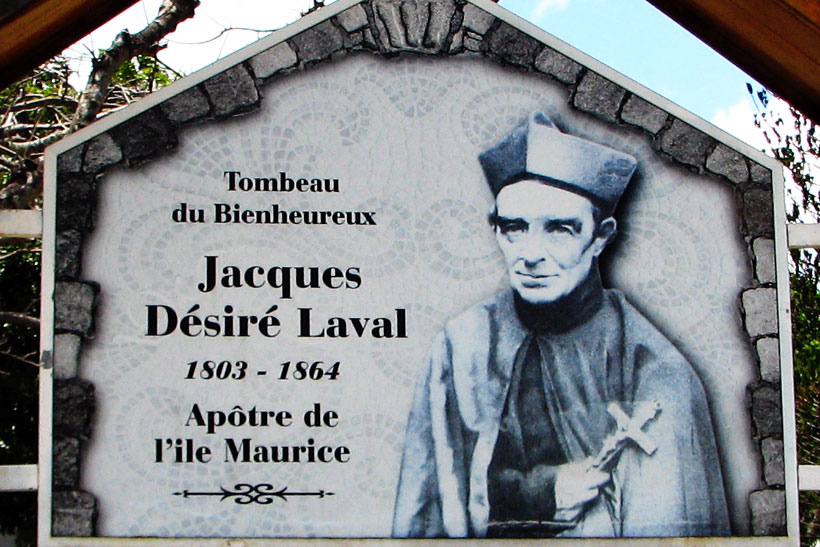 Tombeau
du Bienheureux
Jacques
Désiré Laval
1803 - 1864
Apôtre de
l'ile Maurice